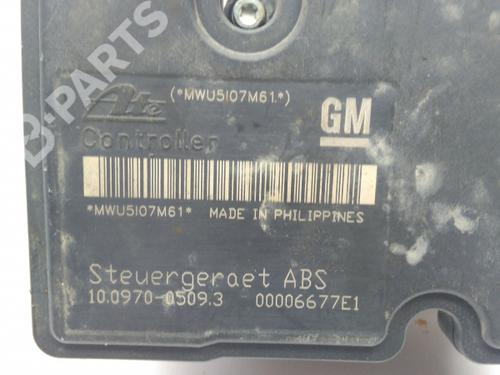 B-PARTS
Ate
(*MWU5I07M61.*)
GM
Controller
*MWU5I07M61* MADE IN PHILIPPINES
Steuergeraet ABS
10.0970-0509.3 00006677E1